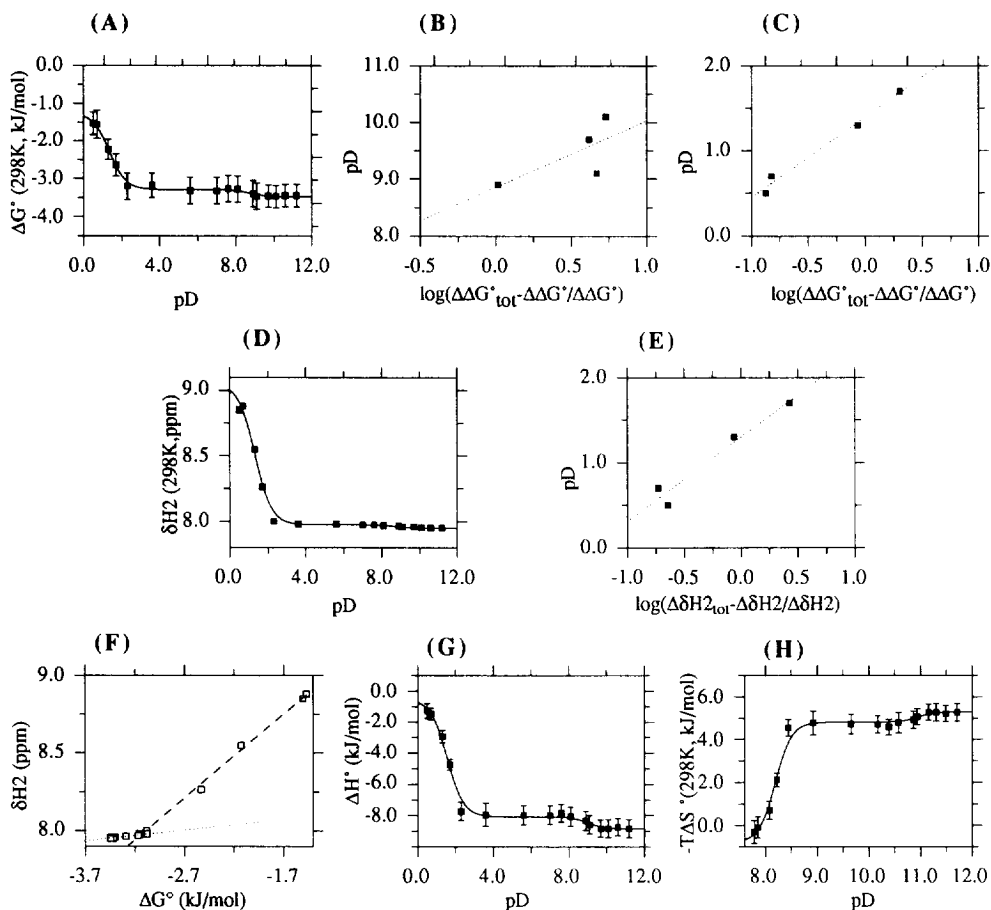 (A)
0.0
-1.0
-2.0
-3.0
-4.0
ΔG° (298K, kJ/mol)
0.0 4.0 8.0 12.0
pD
(B)
11.0
10.0
9.0
8.0
pD
-0.5 0.0 0.5 1.0
log(ΔΔG°tot-ΔΔG°/ΔΔG°)
(C)
2.0
1.0
0.0
pD
-1.0 -0.5 0.0 0.5 1.0
log(ΔΔG°tot-ΔΔG°/ΔΔG°)
(D)
9.0
8.5
8.0
δH2 (298K,ppm)
0.0 4.0 8.0 12.0
pD
(E)
2.0
1.0
0.0
pD
-1.0 -0.5 0.0 0.5 1.0
log(ΔδH2tot-ΔδH2/ΔδH2)
(F)
9.0
8.5
8.0
δH2 (ppm)
-3.7 -2.7 -1.7
ΔG° (kJ/mol)
(G)
0.0
-2.0
-4.0
-6.0
-8.0
ΔH° (kJ/mol)
0.0 4.0 8.0 12.0
pD
(H)
6.0
4.0
2.0
0.0
-TΔS° (298K, kJ/mol)
8.0 9.0 10.0 11.0 12.0
pD